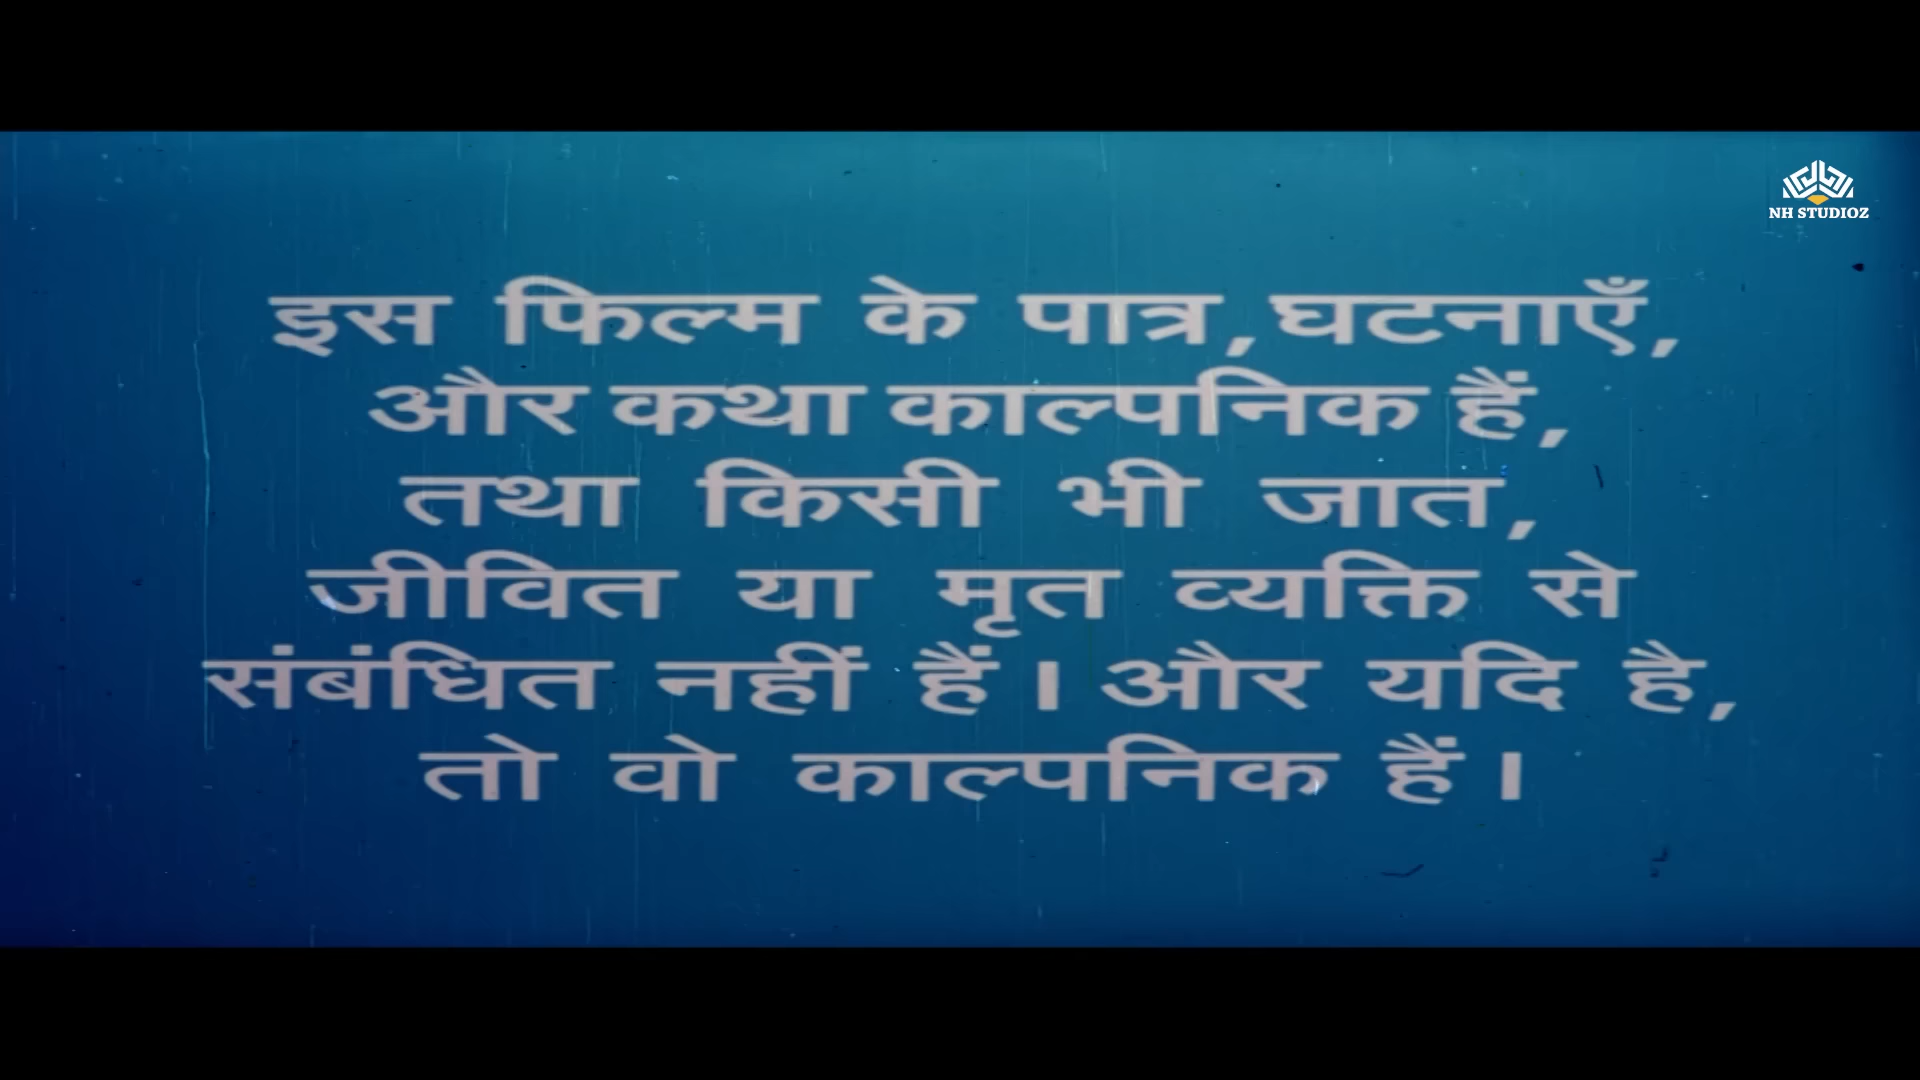 NH STUDIOZ
इस फिल्म के पात्र,घटनाएँ,
और कथा काल्पनिक हैं,
तथा किसी भी जात,
जीवित या मृत व्यक्ति से
संबंधित नहीं हैं। और यदि है,
तो वो काल्पनिक हैं।